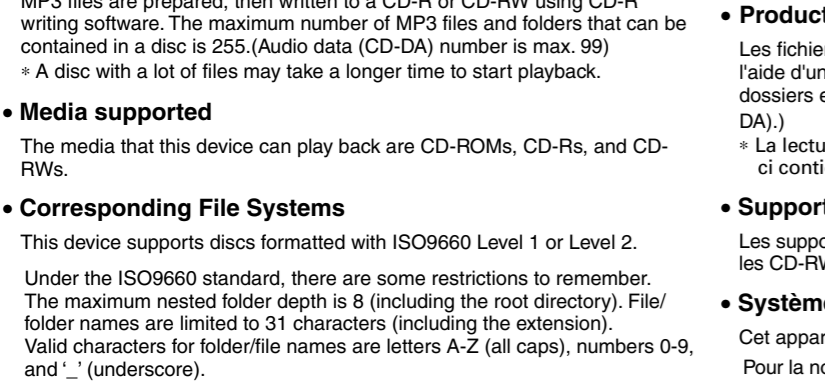 MP3 files are prepared, then written to a CD-R or CD-RW using CD-R
writing software. The maximum number of MP3 files and folders that can be
contained in a disc is 255.(Audio data (CD-DA) number is max. 99)
* A disc with a lot of files may take a longer time to start playback.
• Media supported
The media that this device can play back are CD-ROMs, CD-Rs, and CD-
RWs.
• Corresponding File Systems
This device supports discs formatted with ISO9660 Level 1 or Level 2.
Under the ISO9660 standard, there are some restrictions to remember.
The maximum nested folder depth is 8 (including the root directory). File/
folder names are limited to 31 characters (including the extension).
Valid characters for folder/file names are letters A-Z (all caps), numbers 0-9,
and ‘_’ (underscore).
• Product
Les fichie
l'aide d'un
dossiers e
DA).)
* La lectu
ci conti
• Support
Les suppo
les CD-RW
• Système
Cet appar
Pour la no